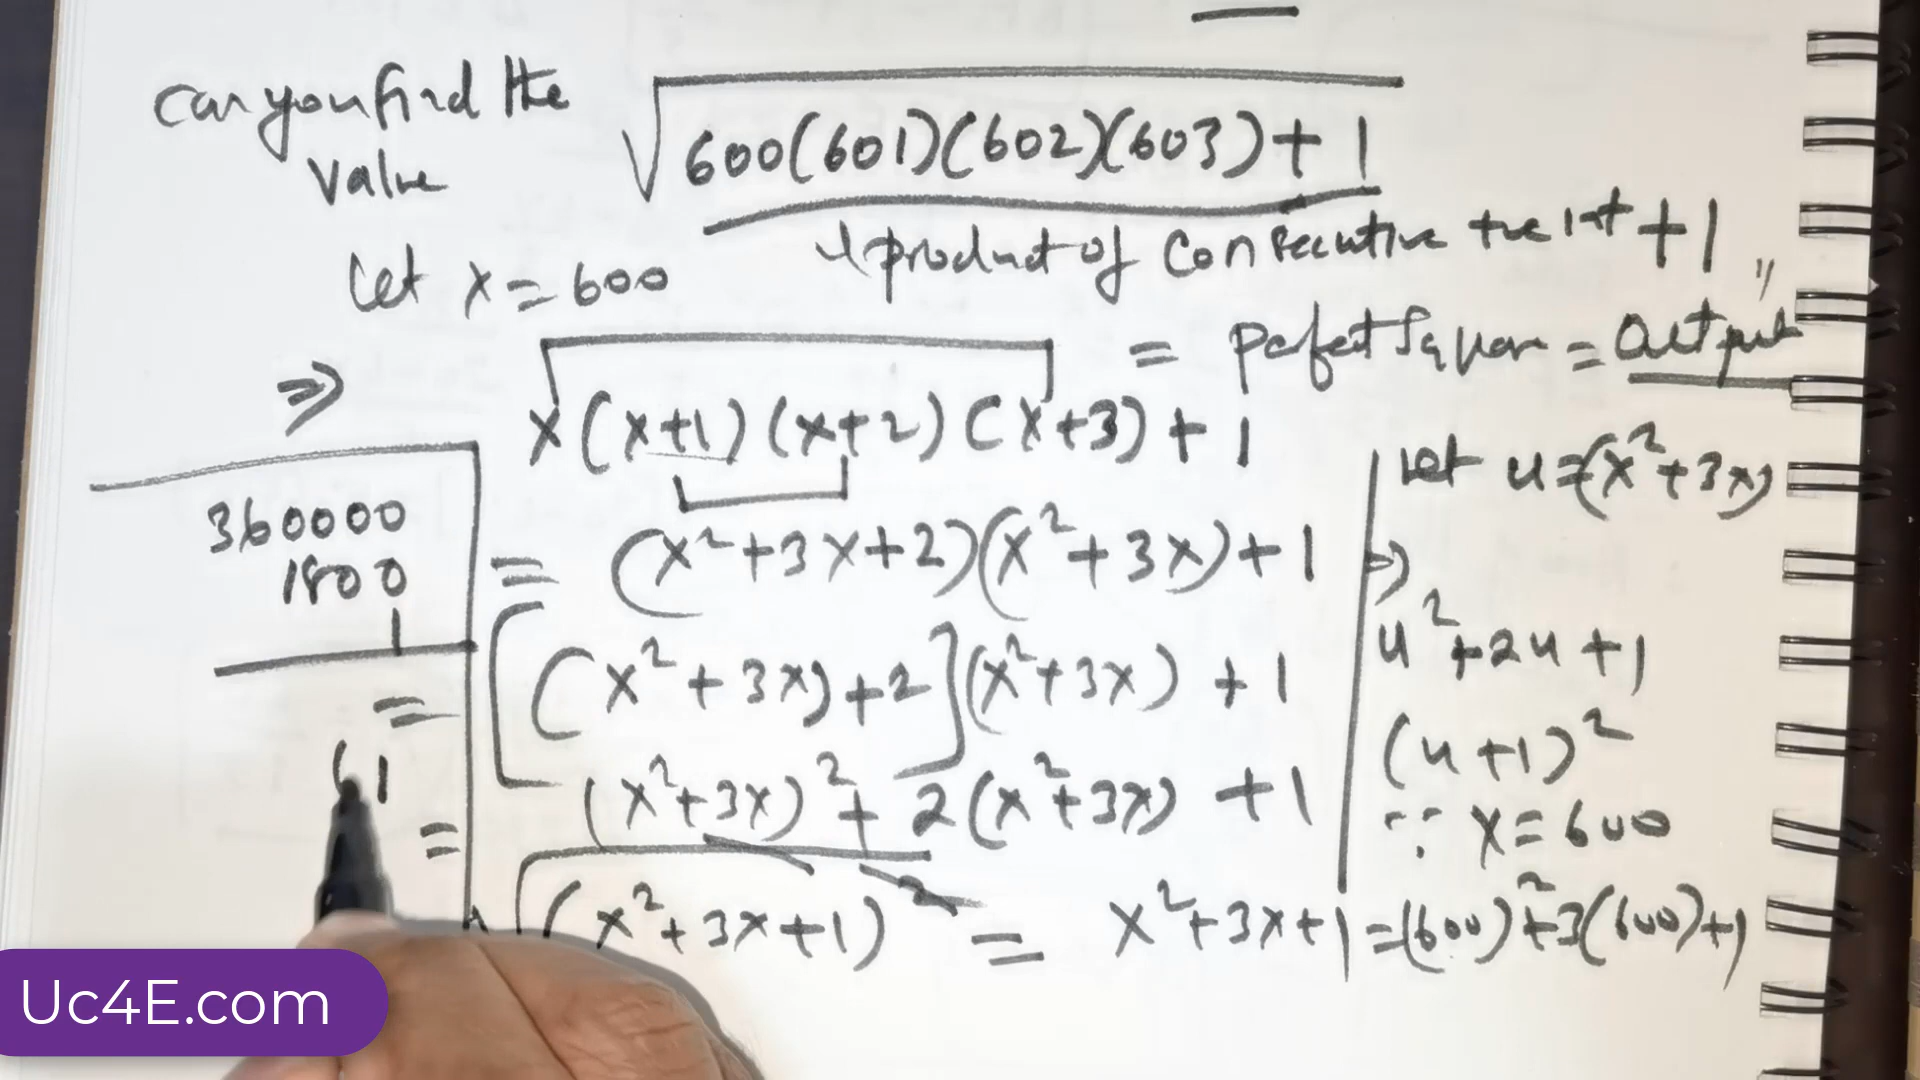 Can you find the
value
√600(601)(602)(603)+1
product of Consecutive +ve int +1
= Perfect Square = Output
Let x=600
⇒
x(x+1)(x+2)(x+3)+1
= (x²+3x+2)(x²+3x)+1
= [(x²+3x)+2](x²+3x)+1
= (x²+3x)²+2(x²+3x)+1
√(x²+3x+1)² = x²+3x+1=(600)²+3(600)+1
Let u=(x²+3x)
⇒
u²+2u+1
(u+1)²
∵ x=600
360000
1800
1
1
Uc4E.com